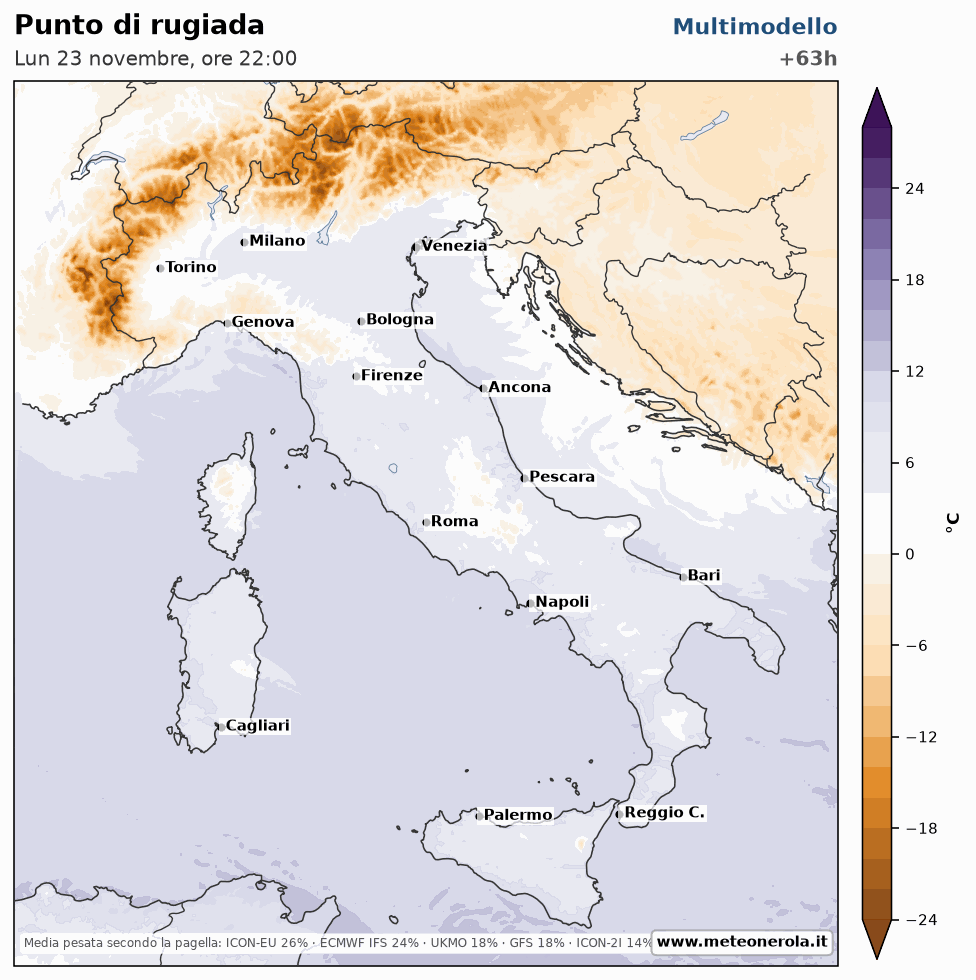 Punto di rugiada
Multimodello
Lun 23 novembre, ore 22:00
+63h
Milano
Venezia
Torino
Genova
Bologna
Firenze
Ancona
Pescara
Roma
Bari
Napoli
Cagliari
Palermo
Reggio C.
24
18
12
6
0
−6
−12
−18
−24
°C
Media pesata secondo la pagella: ICON-EU 26% · ECMWF IFS 24% · UKMO 18% · GFS 18% · ICON-2I 14%
www.meteonerola.it